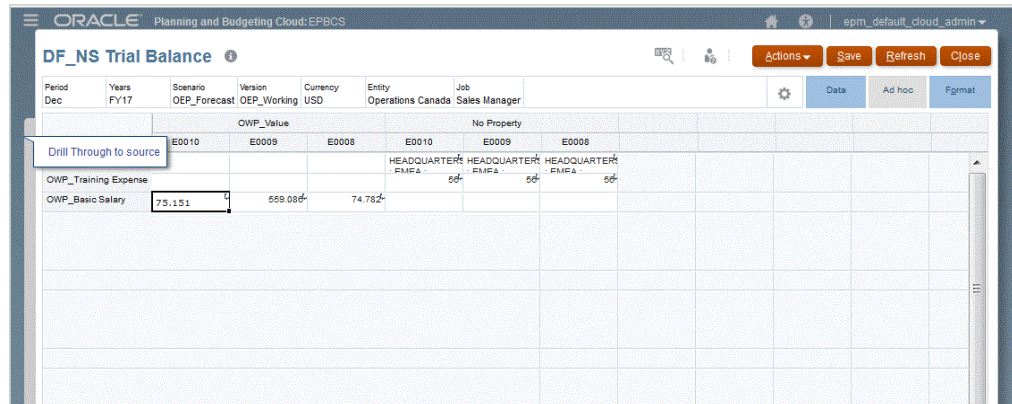 ORACLE Planning and Budgeting Cloud: EPBCS epm_default_cloud_admin
DF_NS Trial Balance
Actions Save Refresh Close
Period Years Scenario Version Currency Entity Job
Dec FY17 OEP_Forecast OEP_Working USD Operations Canada Sales Manager
Data Ad hoc Format
OWP_Value No Property
E0010 E0009 E0008 E0010 E0009 E0008
Drill Through to source
HEADQUARTERS HEADQUARTERS HEADQUARTERS
: EMEA : : EMEA : : EMEA :
OWP_Training Expense 56 56 56
OWP_Basic Salary 75.151 559.086 74.782